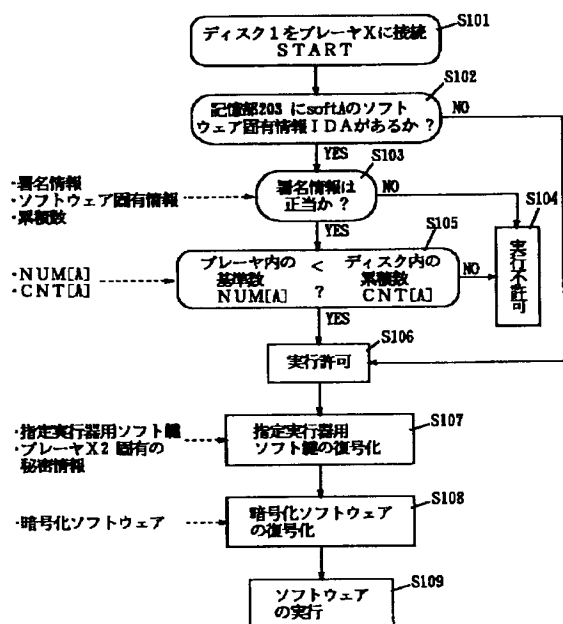 S101
ディスク1をプレーヤXに接続
START
S102
記憶部203 にsoftAのソフト
ウェア固有情報IDAがあるか ?
NO
YES
S103
・署名情報
・ソフトウェア固有情報
・累積数
署名情報は
正当か ?
NO
S104
実行不許可
YES
S105
・NUM[A]
・CNT[A]
プレーヤ内の < ディスク内の
基準数 累積数
NUM[A] ? CNT[A]
NO
YES
S106
実行許可
S107
・指定実行器用ソフト鍵
・プレーヤX2 固有の
秘密情報
指定実行器用
ソフト鍵の復号化
S108
・暗号化ソフトウェア
暗号化ソフトウェア
の復号化
S109
ソフトウェア
の実行